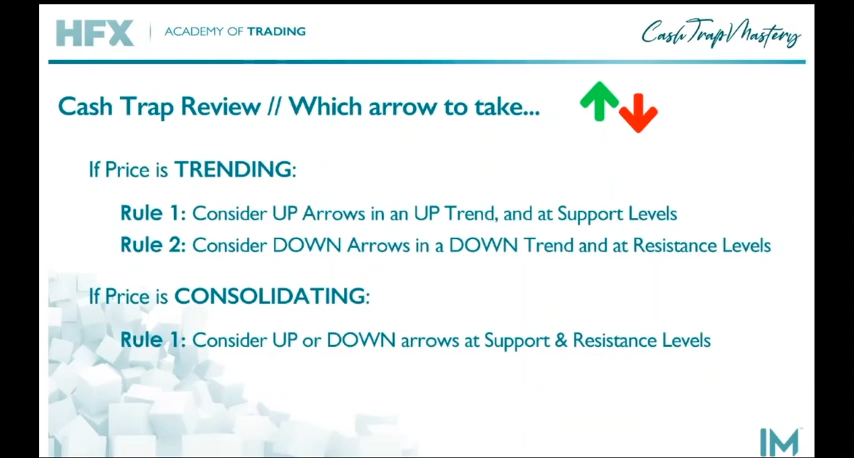 HFX
ACADEMY OF TRADING
CashTrapMastery
Cash Trap Review // Which arrow to take...
If Price is TRENDING:
Rule 1: Consider UP Arrows in an UP Trend, and at Support Levels
Rule 2: Consider DOWN Arrows in a DOWN Trend and at Resistance Levels
If Price is CONSOLIDATING:
Rule 1: Consider UP or DOWN arrows at Support & Resistance Levels
IM